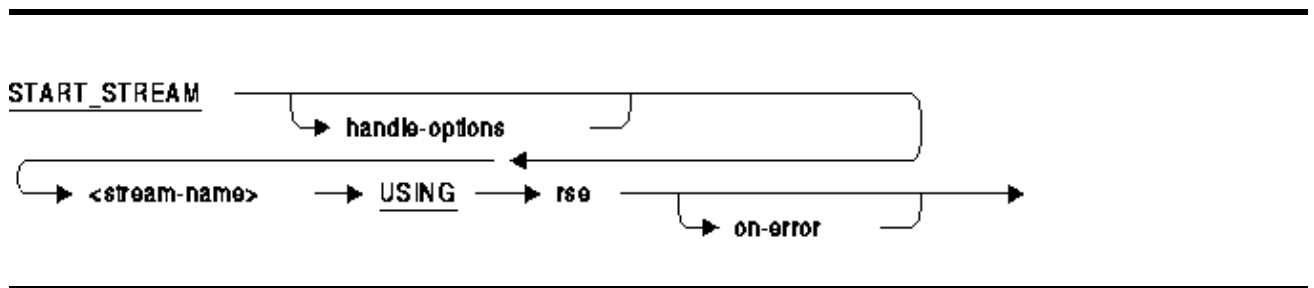 START_STREAM
handle-options
<stream-name> USING rse
on-error